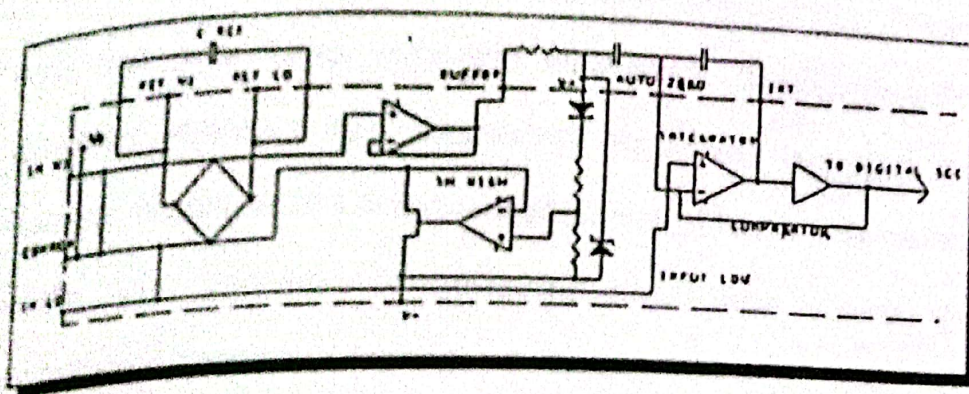 C REF
REF HI
REF LO
BUFFER
V+
AUTO ZERO
INT
INTEGRATOR
TO DIGITAL SEC
IN HI
IN HIGH
COMPARATOR
IN LO
INPUT LOW